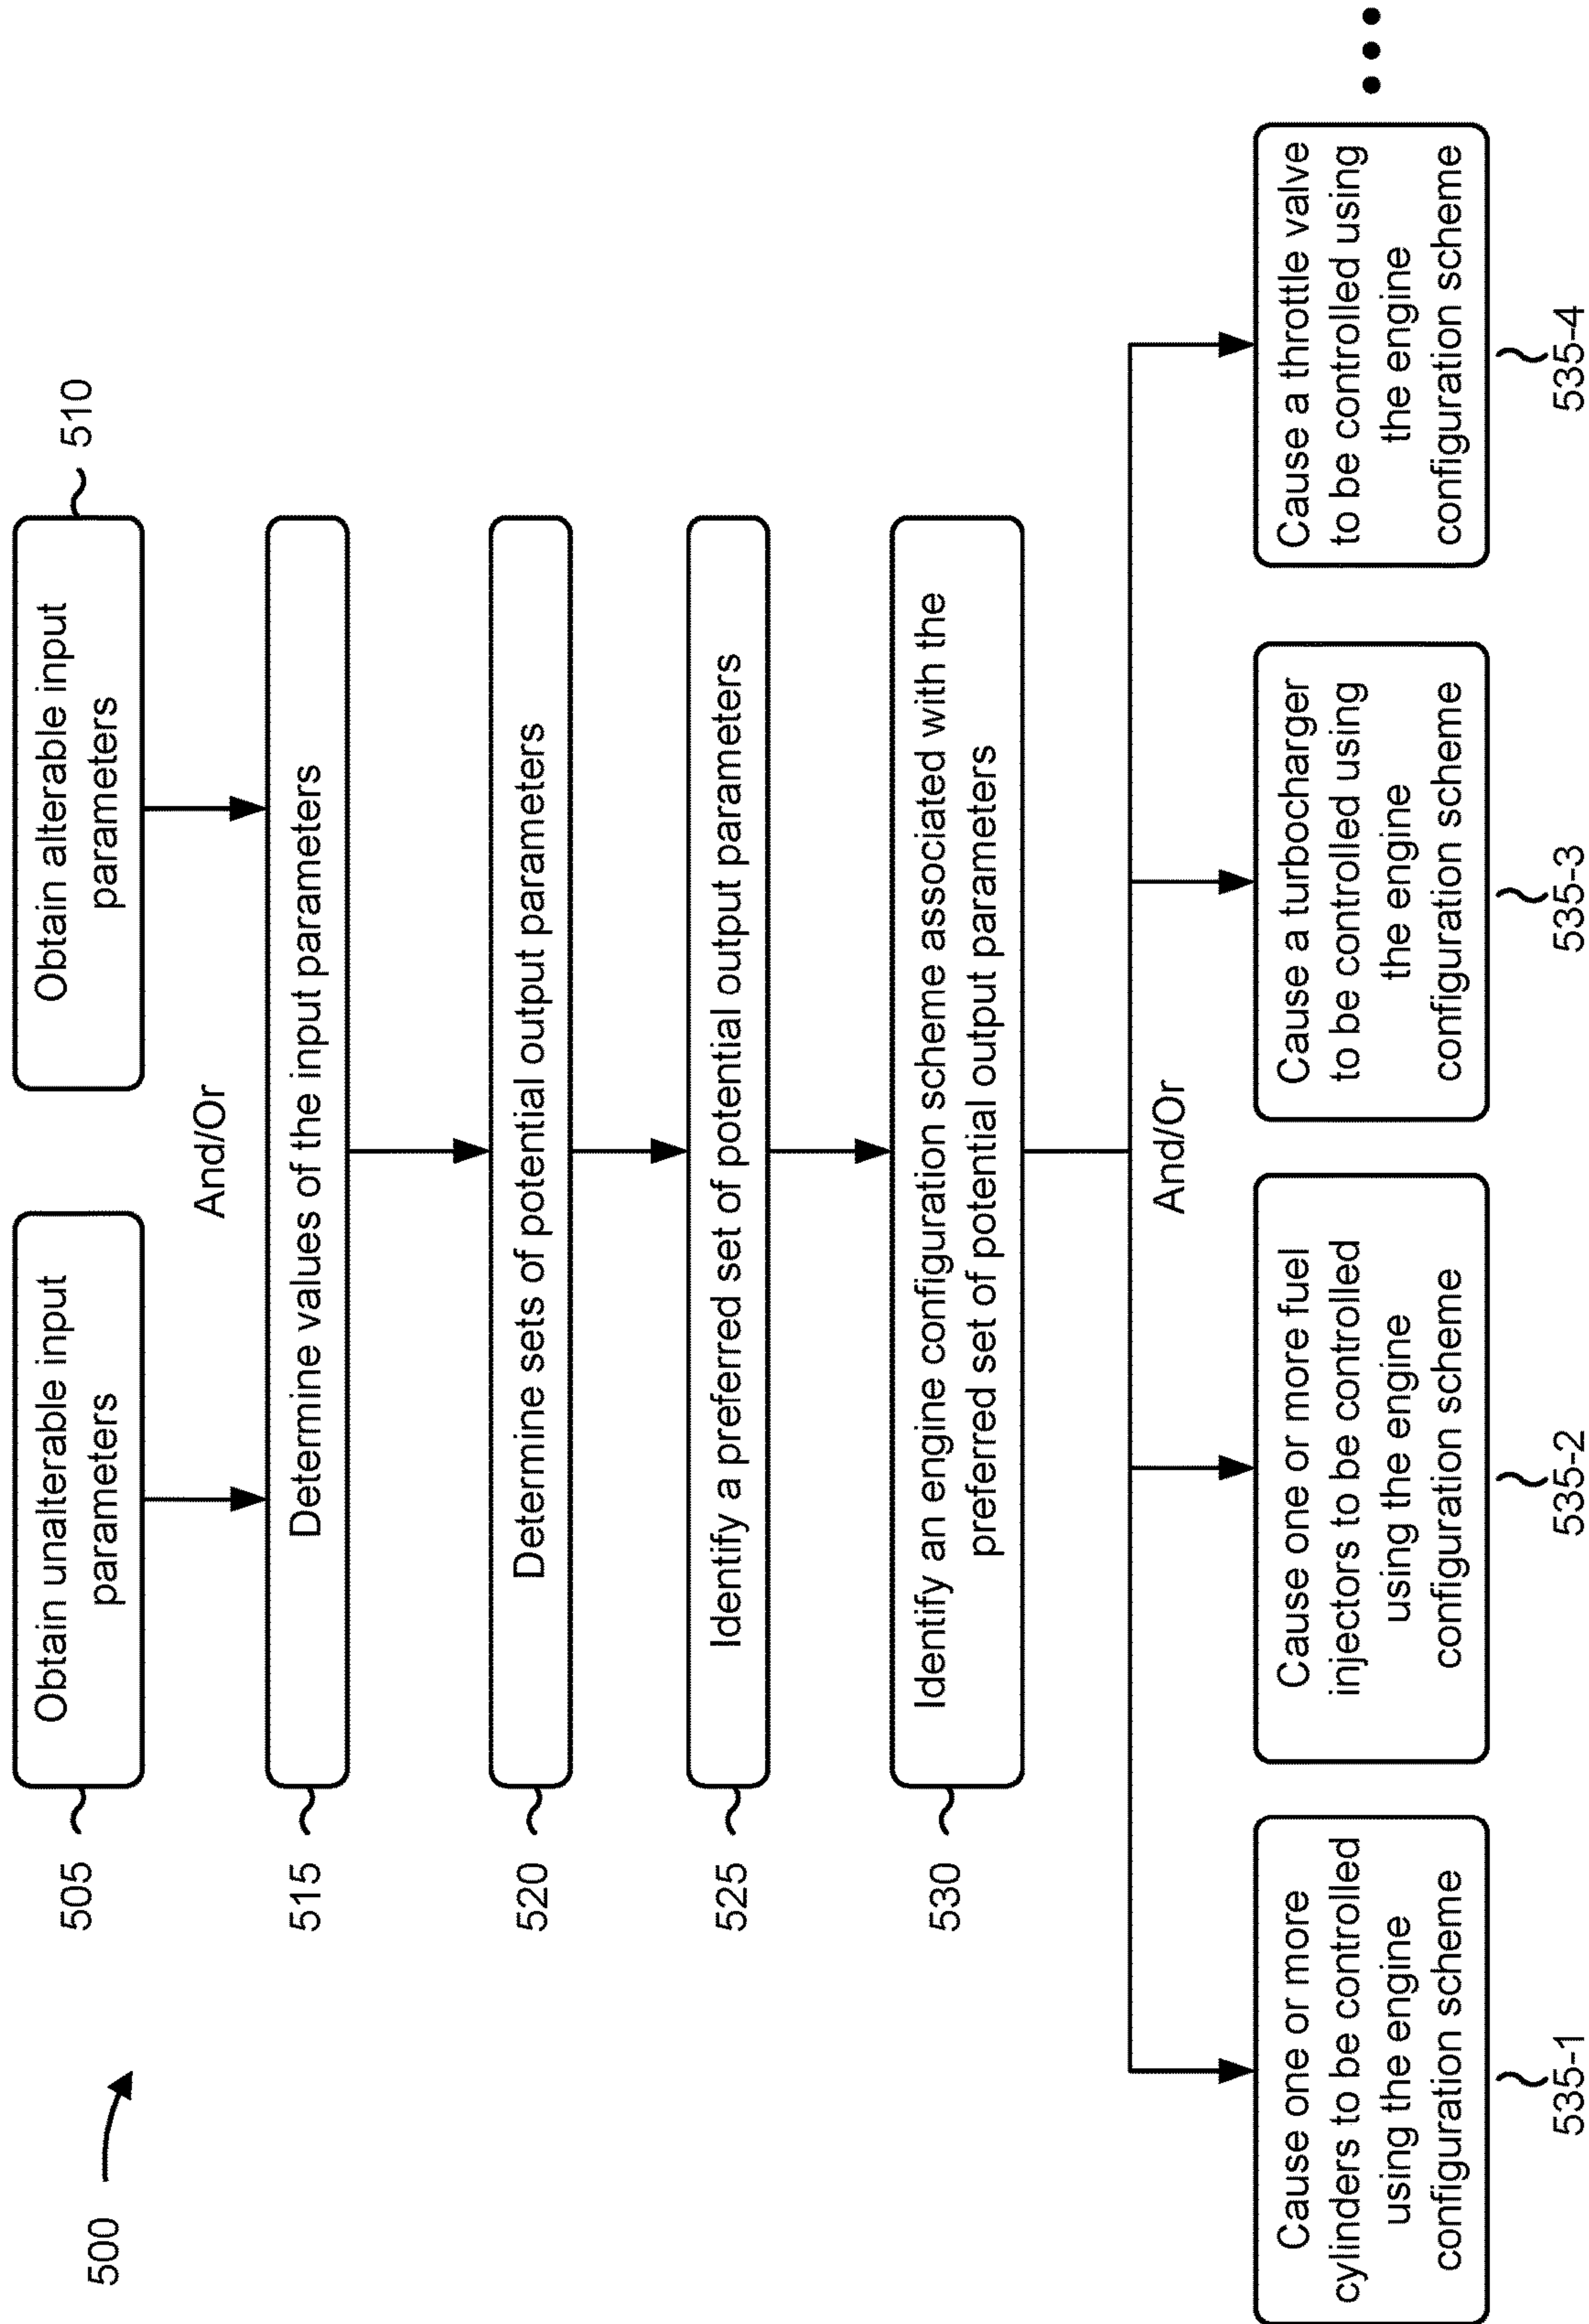 500
505
Obtain unalterable input
parameters
Obtain alterable input
parameters
510
And/Or
515
Determine values of the input parameters
520
Determine sets of potential output parameters
525
Identify a preferred set of potential output parameters
530
Identify an engine configuration scheme associated with the
preferred set of potential output parameters
And/Or
Cause one or more
cylinders to be controlled
using the engine
configuration scheme
535-1
Cause one or more fuel
injectors to be controlled
using the engine
configuration scheme
535-2
Cause a turbocharger
to be controlled using
the engine
configuration scheme
535-3
Cause a throttle valve
to be controlled using
the engine
configuration scheme
535-4